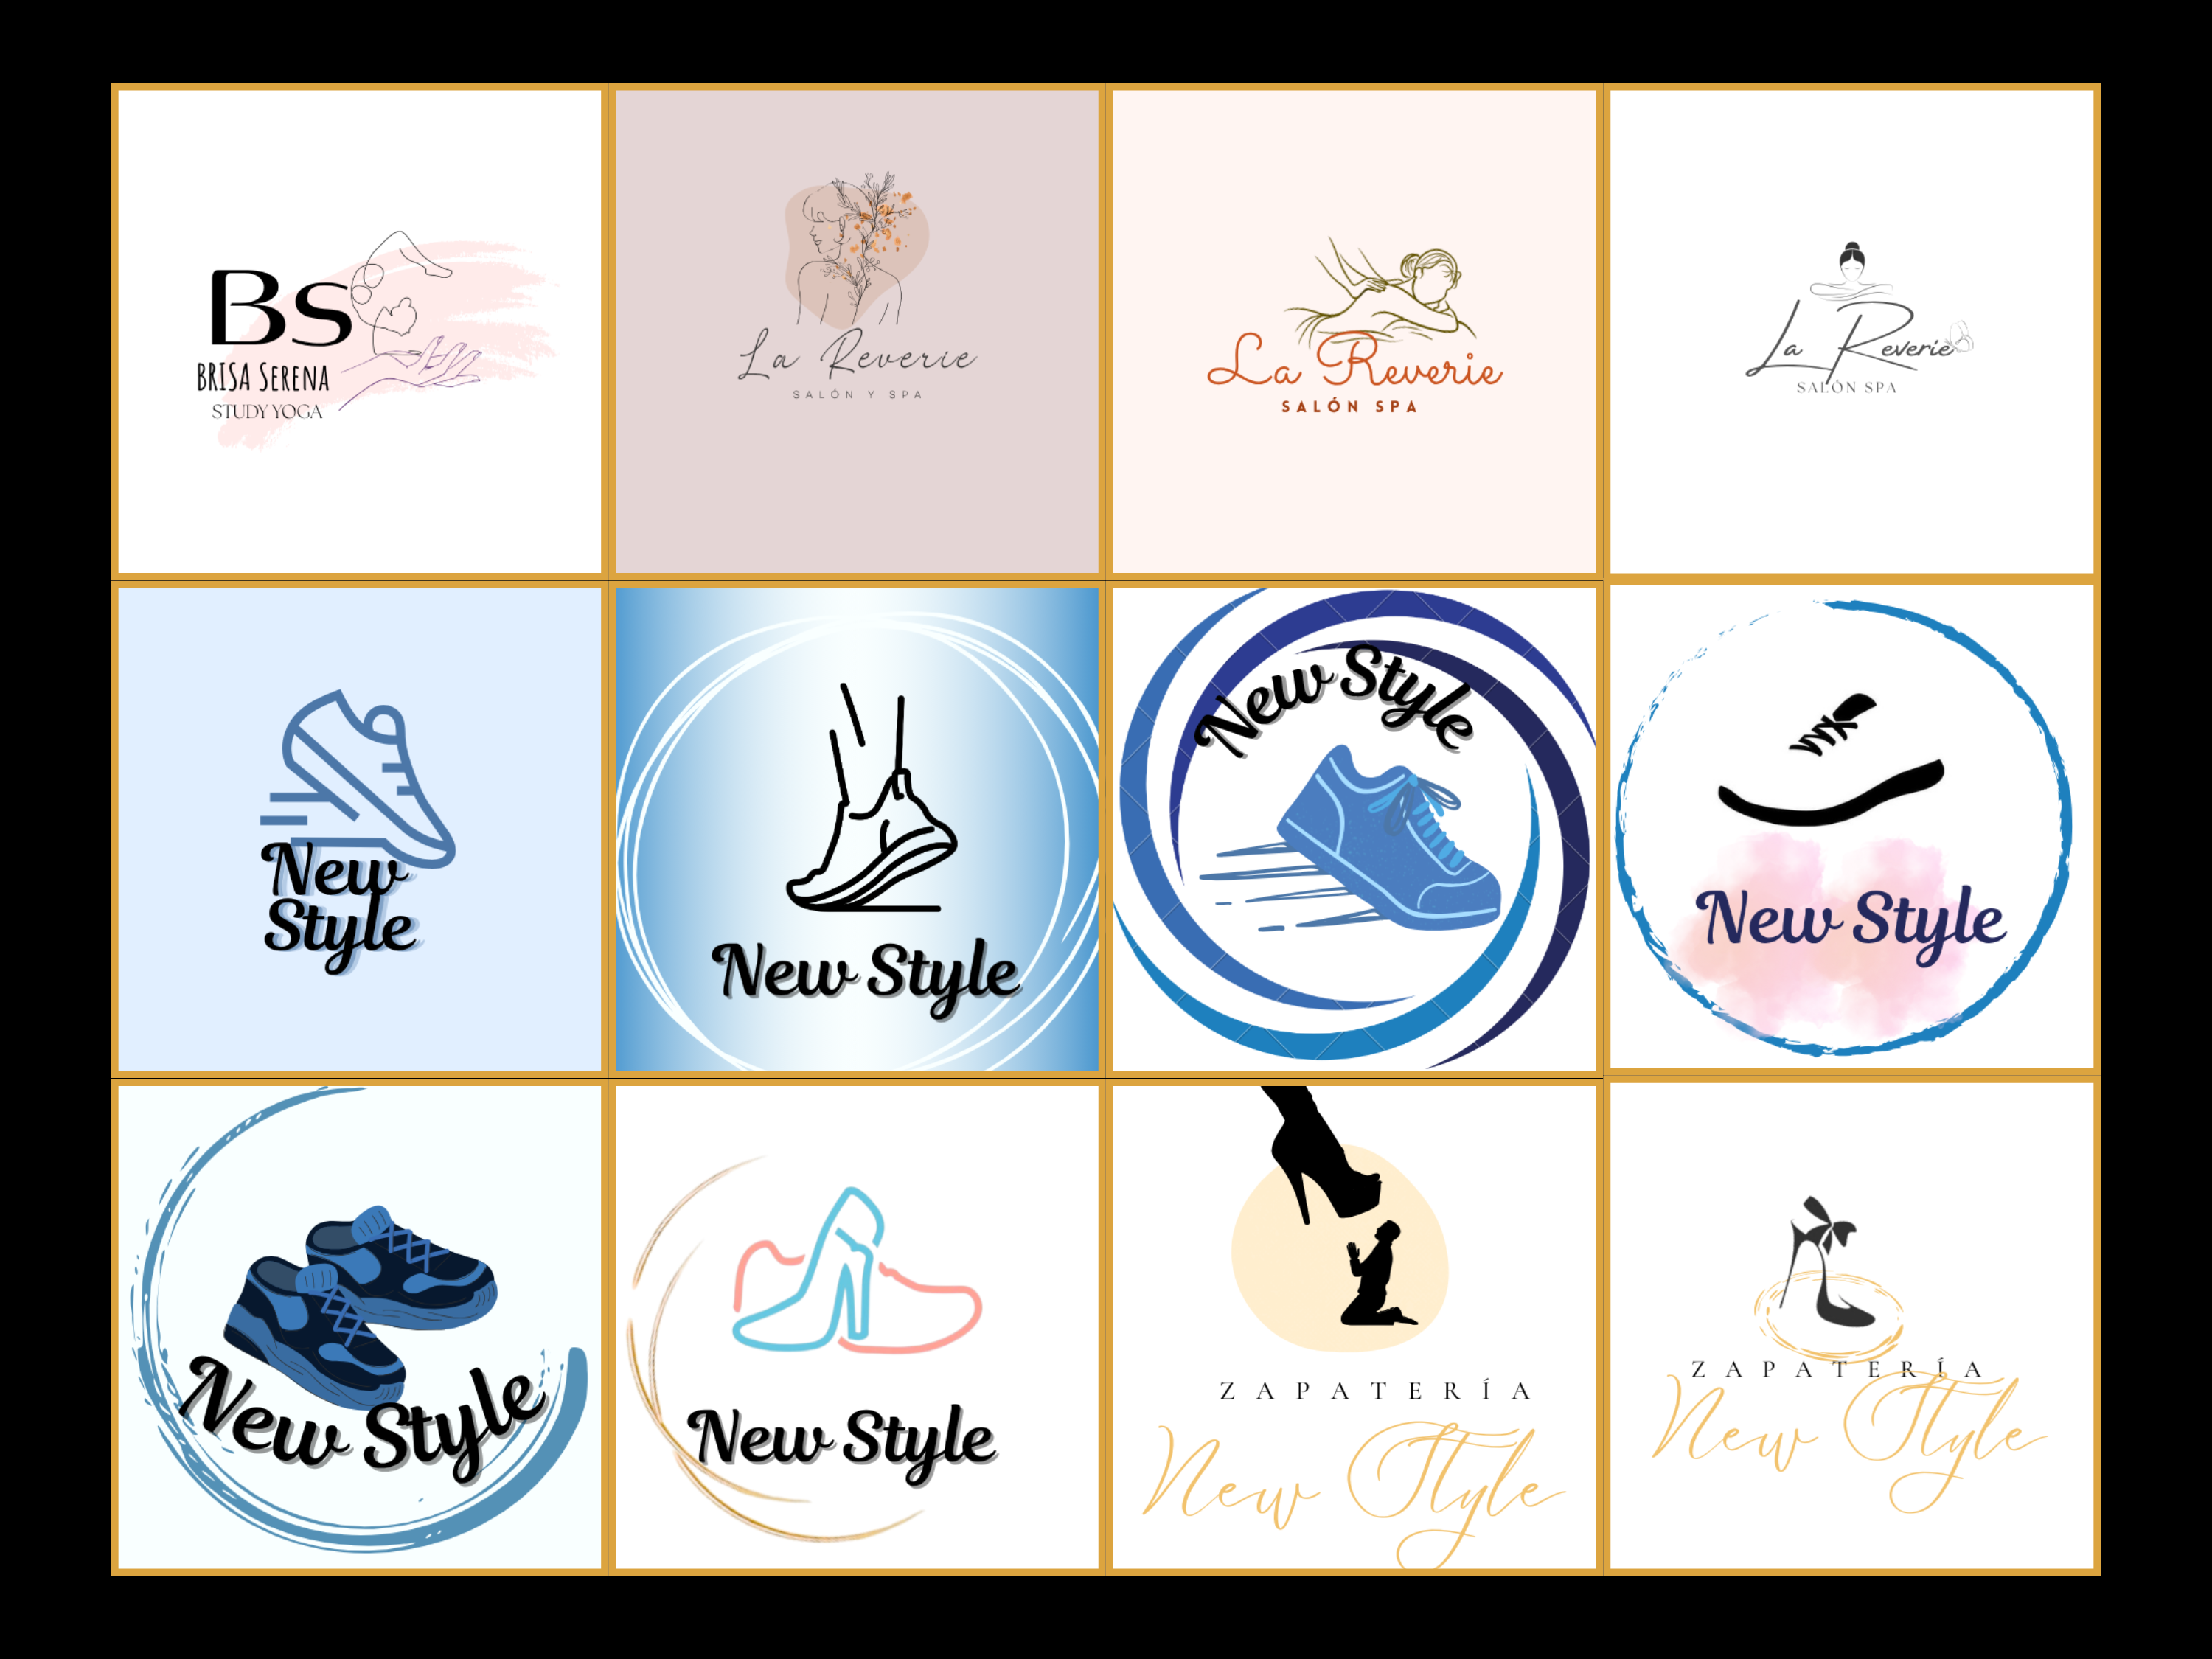 Bs
BRISA SERENA
STUDY YOGA
La Reverie
SALÓN Y SPA
La Reverie
SALÓN SPA
La Reverie
SALÓN SPA
New
Style
New Style
New Style
New Style
New Style
New Style
ZAPATERÍA
New Style
ZAPATERÍA
New Style